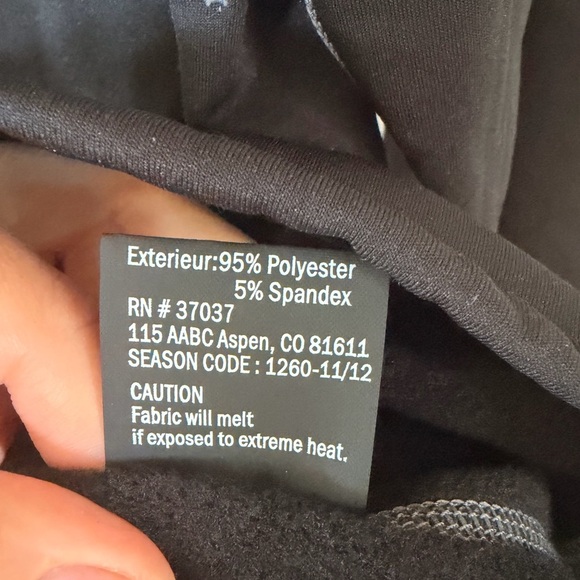 Exterieur:95% Polyester
5% Spandex
RN # 37037
115 AABC Aspen, CO 81611
SEASON CODE : 1260-11/12
CAUTION
Fabric will melt
if exposed to extreme heat.